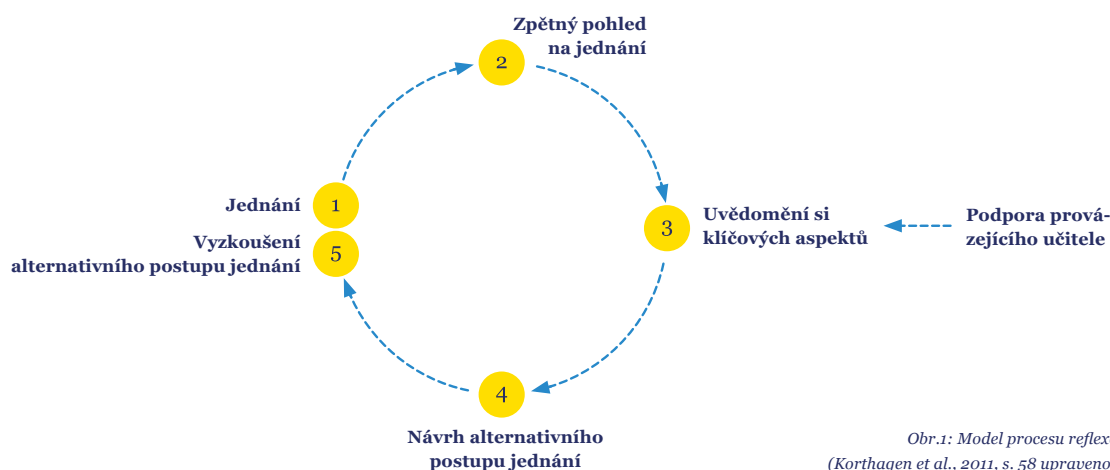 Zpětný pohled
na jednání
2
Jednání
1
Vyzkoušení
alternativního postupu jednání
5
3
Uvědomění si
klíčových aspektů
Podpora prová-
zejícího učitele
4
Návrh alternativního
postupu jednání
Obr.1: Model procesu reflex
(Korthagen et al., 2011, s. 58 upraveno